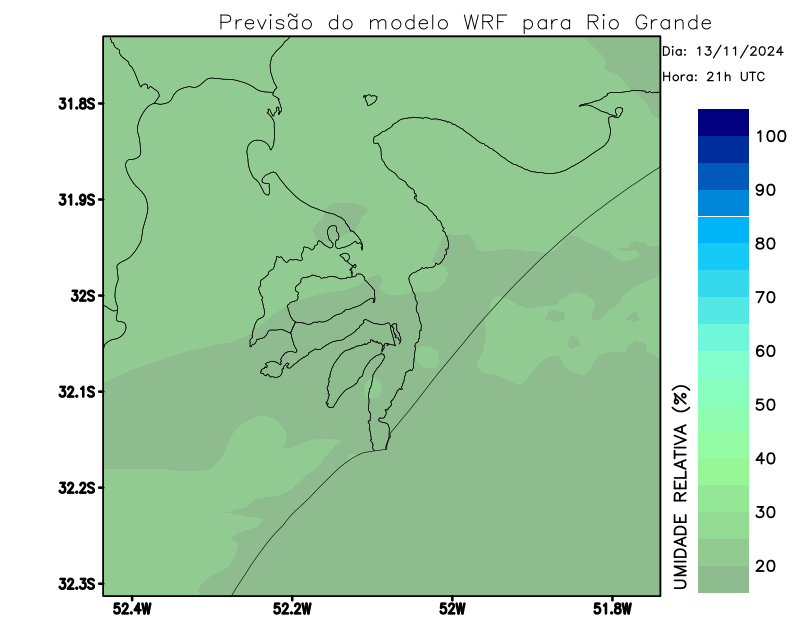 Previsão do modelo WRF para Rio Grande
Dia: 13/11/2024
Hora: 21h UTC
31.8S
31.9S
32S
32.1S
32.2S
32.3S
52.4W
52.2W
52W
51.8W
UMIDADE RELATIVA (%)
100
90
80
70
60
50
40
30
20